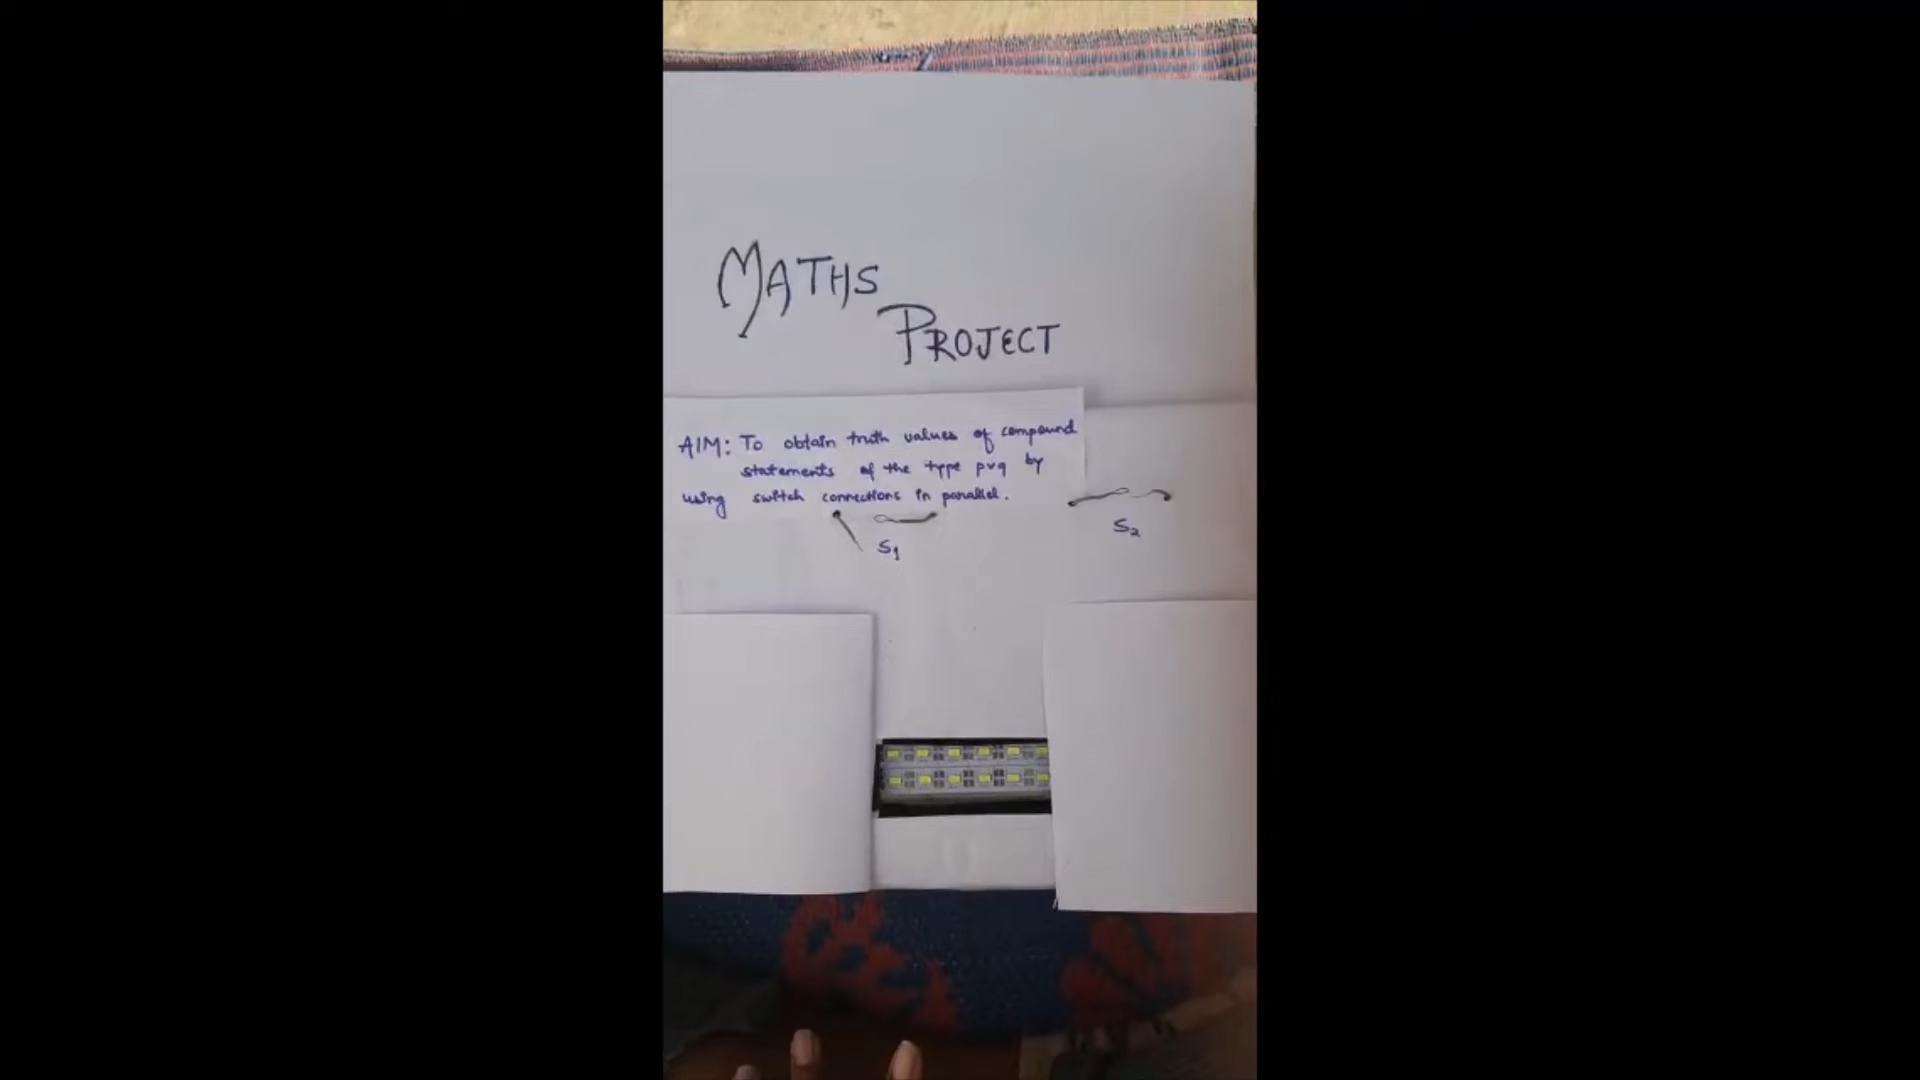 MATHS
PROJECT
AIM: To obtain truth values of compound
statements of the type pvq by
using switch connections in parallel.
S1
S2